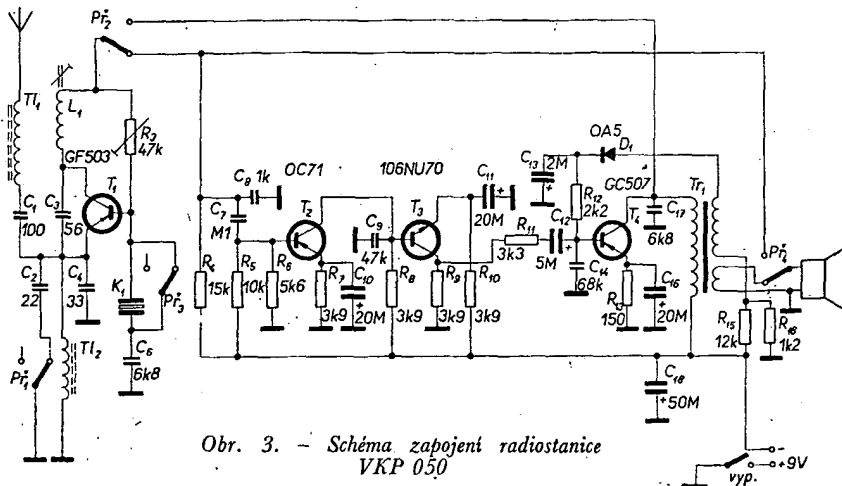 Př₂*
Tl₁
L₁
R₃
47k
GF503
T₁
C₁
100
C₃
56
C₂
22
C₄
33
K₁
Př₃*
C₆
6k8
Př₁*
Tl₂
C₈ 1k
C₇
M1
OC71
T₂
R₄
15k
R₅
10k
R₆
5k6
R₇
3k9
C₁₀
20M
C₉
47k
106NU70
T₃
R₈
3k9
R₉
3k9
R₁₀
3k9
C₁₁
20M
R₁₁
3k3
C₁₂
5M
C₁₃
2M
OA5
D₁
R₁₂
2k2
GC507
T₄
C₁₄
68k
R₁₃
150
C₁₆
20M
C₁₇
6k8
Tr₁
Př₄*
R₁₅
12k
R₁₆
1k2
C₁₈
50M
-
+9V
vyp.
Obr. 3. – Schéma zapojení radiostanice
VKP 050